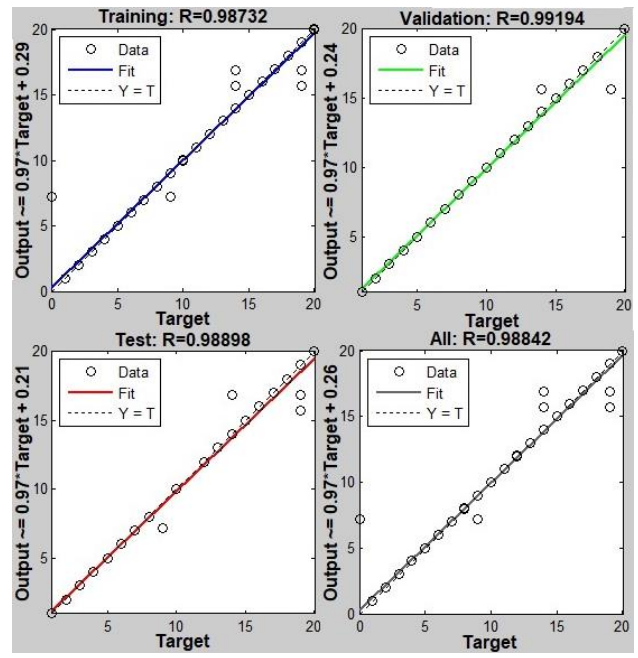 Training: R=0.98732
Output ~= 0.97*Target + 0.29
20
15
10
5
0
Data
Fit
Y = T
0 5 10 15 20
Target
Validation: R=0.99194
Output ~= 0.97*Target + 0.24
20
15
10
5
Data
Fit
Y = T
5 10 15 20
Target
Test: R=0.98898
Output ~= 0.97*Target + 0.21
20
15
10
5
Data
Fit
Y = T
5 10 15 20
Target
All: R=0.98842
Output ~= 0.97*Target + 0.26
20
15
10
5
0
Data
Fit
Y = T
0 5 10 15 20
Target